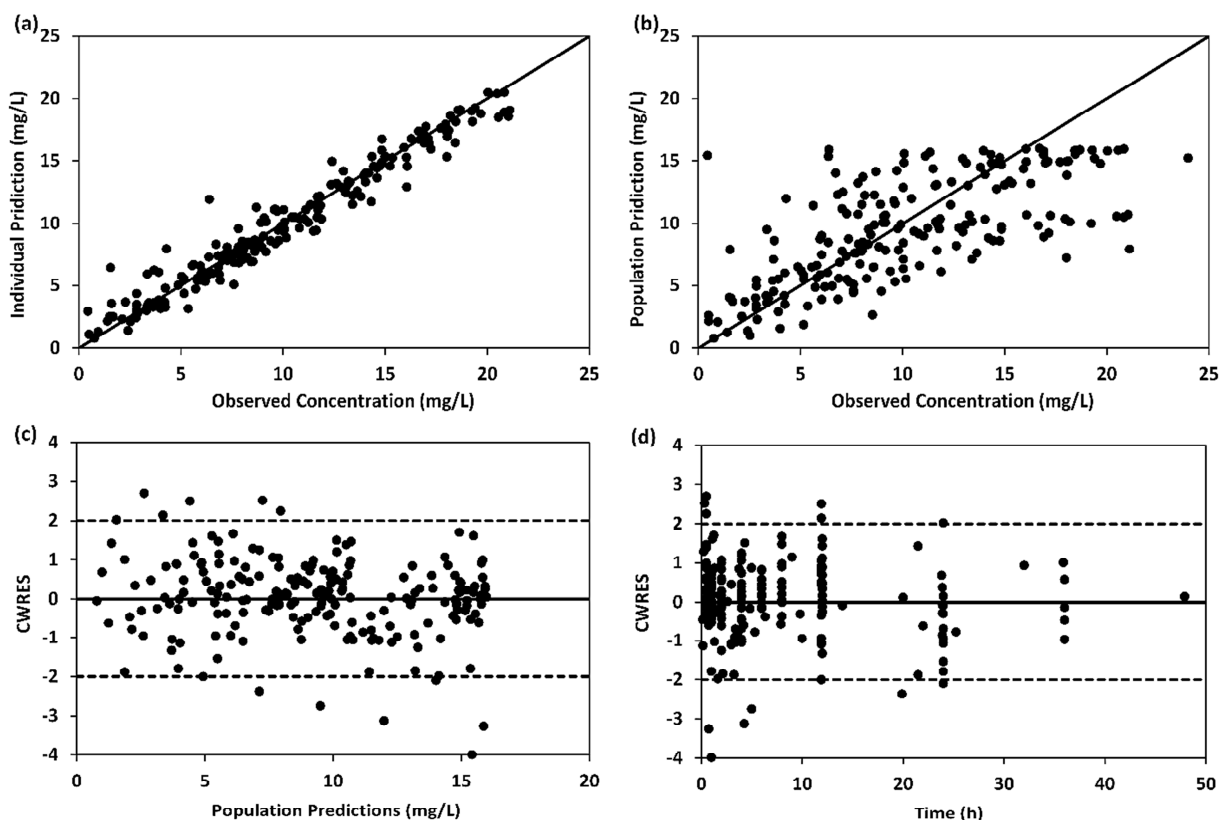 (a)
25
20
15
10
5
0
Individual Pridiction (mg/L)
0 5 10 15 20 25
Observed Concentration (mg/L)
(b)
25
20
15
10
5
0
Population Pridiction (mg/L)
0 5 10 15 20 25
Observed Concentration (mg/L)
(c)
4
3
2
1
0
-1
-2
-3
-4
CWRES
0 5 10 15 20
Population Predictions (mg/L)
(d)
4
3
2
1
0
-1
-2
-3
-4
CWRES
0 10 20 30 40 50
Time (h)